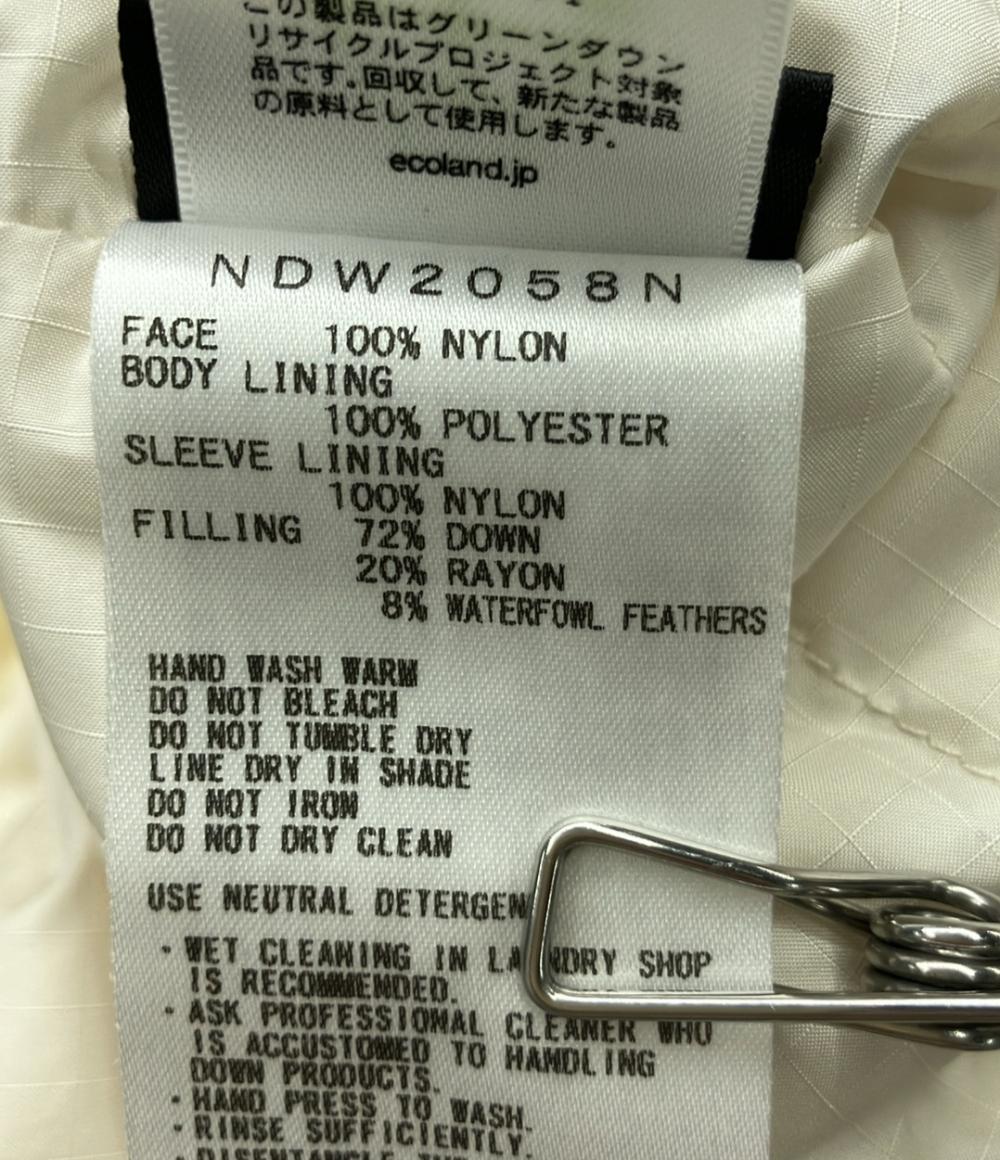 この製品はグリーンダウン
リサイクルプロジェクト対象
品です。回収して、新たな製品
の原料として使用します。
ecoland.jp
NDW2058N
FACE 100% NYLON
BODY LINING
100% POLYESTER
SLEEVE LINING
100% NYLON
FILLING 72% DOWN
20% RAYON
8% WATERFOWL FEATHERS
HAND WASH WARM
DO NOT BLEACH
DO NOT TUMBLE DRY
LINE DRY IN SHADE
DO NOT IRON
DO NOT DRY CLEAN
USE NEUTRAL DETERGEN
・WET CLEANING IN LA NDRY SHOP
IS RECOMMENDED.
・ASK PROFESSIONAL CLEANER WHO
IS ACCUSTOMED TO HANDLING
DOWN PRODUCTS.
・HAND PRESS TO WASH.
・RINSE SUFFICIENTLY.